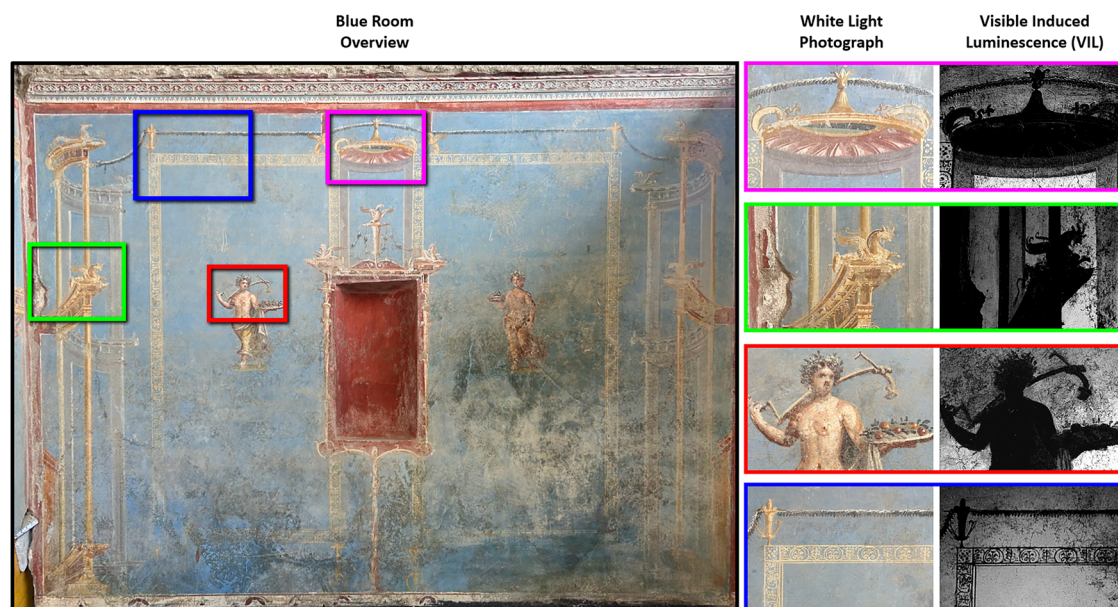 Blue Room
Overview
White Light
Photograph
Visible Induced
Luminescence (VIL)